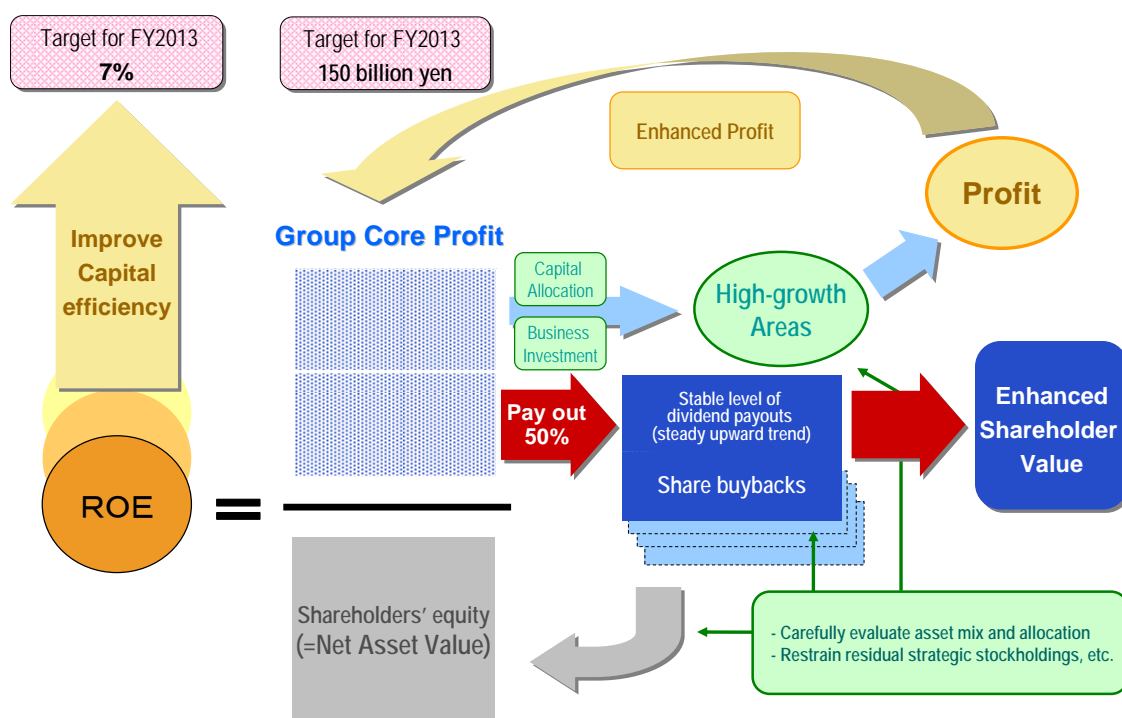 Target for FY2013
7%
Target for FY2013
150 billion yen
Enhanced Profit
Profit
Improve
Capital
efficiency
Group Core Profit
Capital
Allocation
Business
Investment
High-growth
Areas
Pay out
50%
Stable level of
dividend payouts
(steady upward trend)
Share buybacks
Enhanced
Shareholder
Value
ROE
=
Shareholders’ equity
(=Net Asset Value)
- Carefully evaluate asset mix and allocation
- Restrain residual strategic stockholdings, etc.